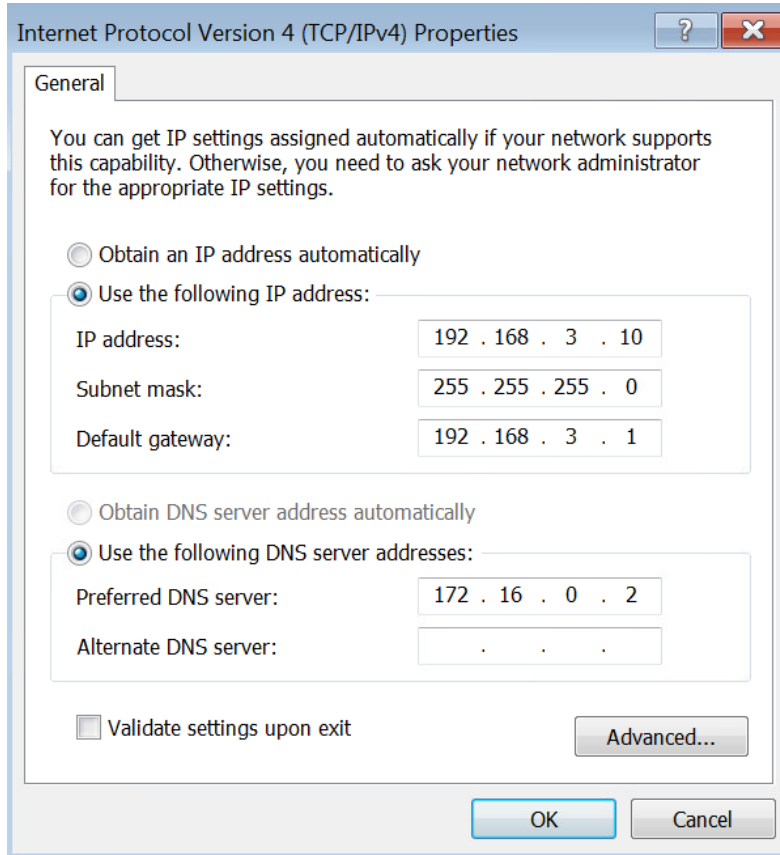 Internet Protocol Version 4 (TCP/IPv4) Properties
?
General
You can get IP settings assigned automatically if your network supports
this capability. Otherwise, you need to ask your network administrator
for the appropriate IP settings.
Obtain an IP address automatically
Use the following IP address:
IP address: 192 . 168 . 3 . 10
Subnet mask: 255 . 255 . 255 . 0
Default gateway: 192 . 168 . 3 . 1
Obtain DNS server address automatically
Use the following DNS server addresses:
Preferred DNS server: 172 . 16 . 0 . 2
Alternate DNS server: . . .
Validate settings upon exit
Advanced...
OK Cancel